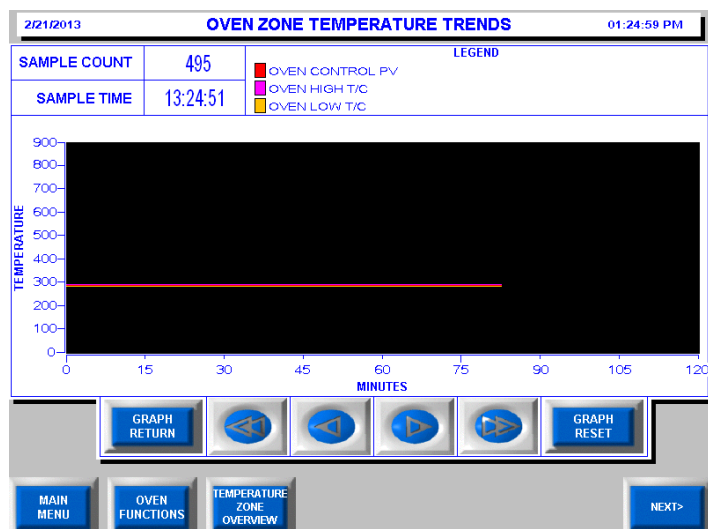 2/21/2013 OVEN ZONE TEMPERATURE TRENDS 01:24:59 PM
SAMPLE COUNT 495
SAMPLE TIME 13:24:51
LEGEND
OVEN CONTROL PV
OVEN HIGH T/C
OVEN LOW T/C
TEMPERATURE
900
800
700
600
500
400
300
200
100
0
0 15 30 45 60 75 90 105 120
MINUTES
GRAPH
RETURN
GRAPH
RESET
MAIN
MENU
OVEN
FUNCTIONS
TEMPERATURE
ZONE
OVERVIEW
NEXT>